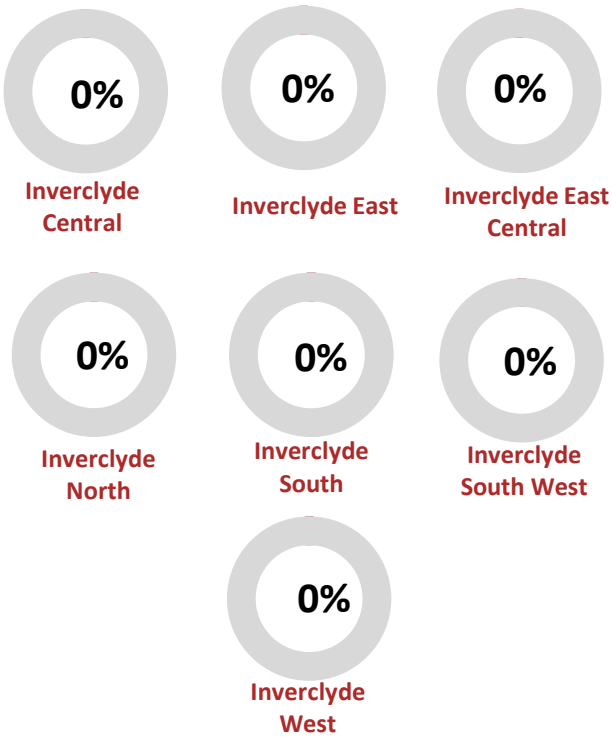 0%
Inverclyde
Central
0%
Inverclyde East
0%
Inverclyde East
Central
0%
Inverclyde
North
0%
Inverclyde
South
0%
Inverclyde
South West
0%
Inverclyde
West